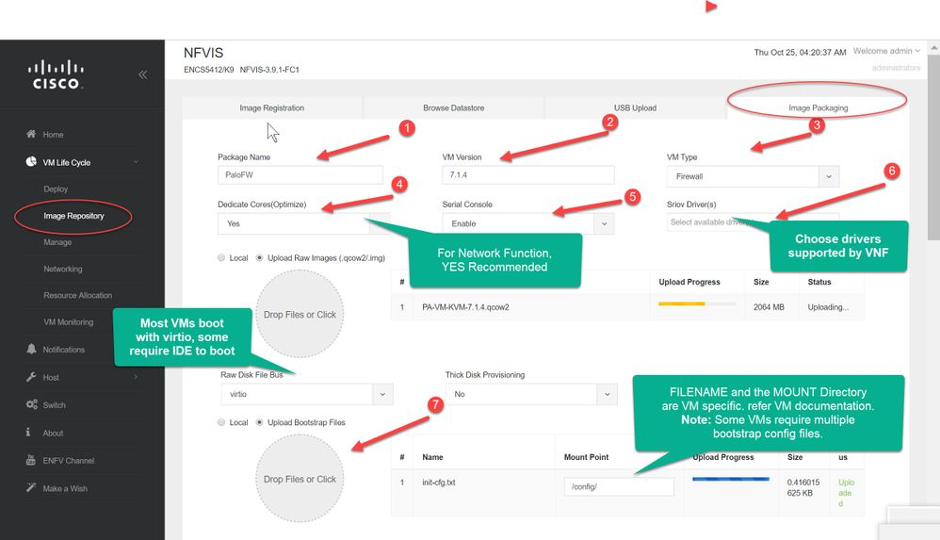 NFVIS
Thu Oct 25, 04:20:37 AM Welcome admin
ENCS5412/K9 NFVIS-3.9.1-FC1
administrators
CISCO
Home
VM Life Cycle
Deploy
Image Repository
Manage
Networking
Resource Allocation
VM Monitoring
Notifications
Host
Switch
About
ENFV Channel
Make a Wish
Image Registration
Browse Datastore
USB Upload
Image Packaging
1
2
3
Package Name
VM Version
VM Type
PaloFW
7.1.4
Firewall
4
5
6
Dedicate Cores(Optimize)
Serial Console
Sriov Driver(s)
Yes
Enable
Select available
For Network Function,
YES Recommended
Choose drivers
supported by VNF
Local
Upload Raw Images (.qcow2/.img)
Drop Files or Click
#
Upload Progress
Size
Status
1
PA-VM-KVM-7.1.4.qcow2
2064 MB
Uploading...
Most VMs boot
with virtio, some
require IDE to boot
Raw Disk File Bus
Thick Disk Provisioning
virtio
No
FILENAME and the MOUNT Directory
are VM specific. refer VM documentation.
Note: Some VMs require multiple
bootstrap config files.
7
Local
Upload Bootstrap Files
Drop Files or Click
#
Name
Mount Point
Upload Progress
Size
us
1
init-cfg.txt
/config/
0.416015
625 KB
Uplo
ade
d